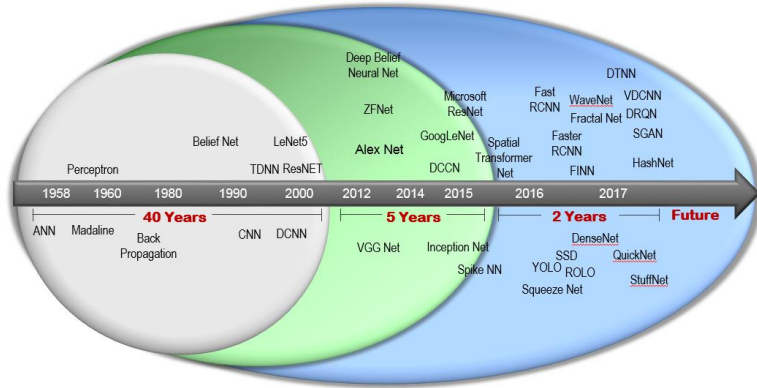 Deep Belief
Neural Net
DTNN
Microsoft
ResNet
Fast
RCNN
WaveNet
VDCNN
ZFNet
Fractal Net
DRQN
Belief Net
LeNet5
Alex Net
GoogLeNet
Spatial
Transformer
Net
Faster
RCNN
SGAN
Perceptron
TDNN
ResNET
DCCN
FINN
HashNet
1958
1960
1980
1990
2000
2012
2014
2015
2016
2017
40 Years
5 Years
2 Years
Future
ANN
Madaline
Back
Propagation
CNN
DCNN
VGG Net
Inception Net
Spike NN
DenseNet
SSD
QuickNet
YOLO
ROLO
Squeeze Net
StuffNet